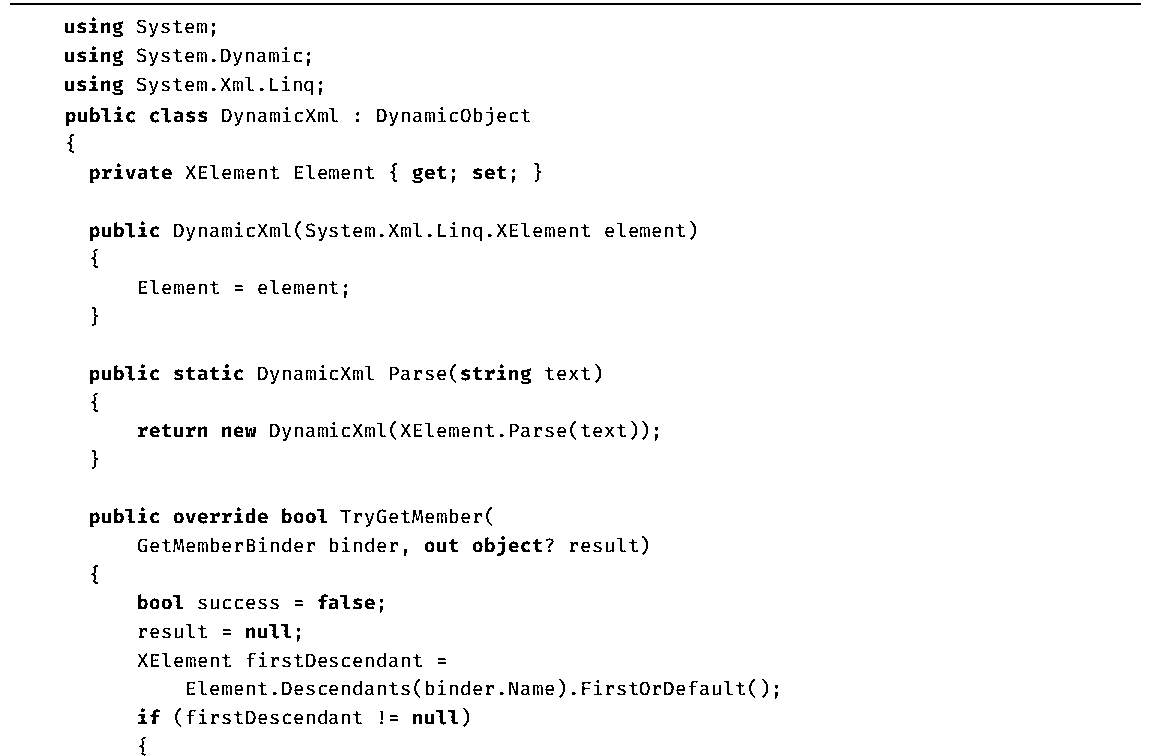 using System;
using System.Dynamic;
using System.Xml.Linq;
public class DynamicXml : DynamicObject
{
  private XElement Element { get; set; }

  public DynamicXml(System.Xml.Linq.XElement element)
  {
      Element = element;
  }

  public static DynamicXml Parse(string text)
  {
      return new DynamicXml(XElement.Parse(text));
  }

  public override bool TryGetMember(
      GetMemberBinder binder, out object? result)
  {
      bool success = false;
      result = null;
      XElement firstDescendant =
          Element.Descendants(binder.Name).FirstOrDefault();
      if (firstDescendant != null)
      {